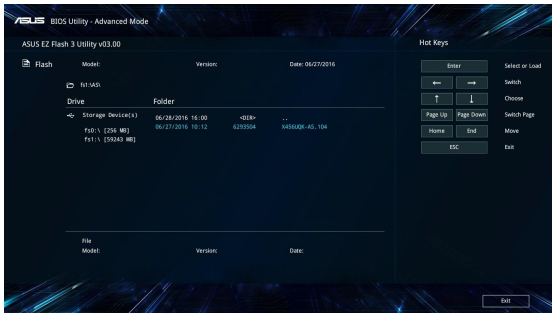 ASUS BIOS Utility - Advanced Mode
ASUS EZ Flash 3 Utility v03.00
Hot Keys
Flash Model: Version: Date: 06/27/2016
Enter Select or Load
fs1:\AS\
← → Switch
Drive Folder
↑ ↓ Choose
Storage Device(s) 06/28/2016 16:00 <DIR> ..
Page Up Page Down Switch Page
fs0:\ [256 MB] 06/27/2016 10:12 6293504 X456UQK-AS.104
fs1:\ [59243 MB]
Home End Move
ESC Exit
File
Model: Version: Date:
Exit